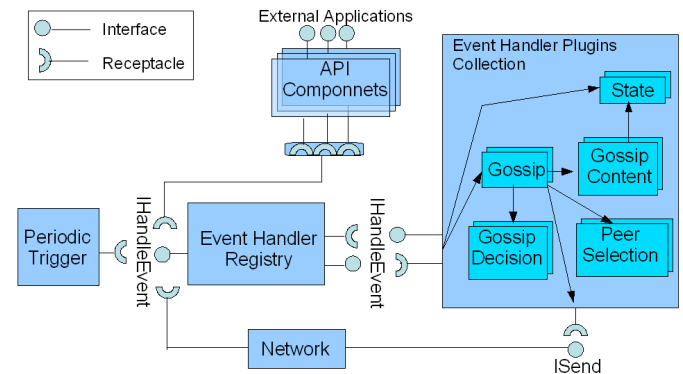 External Applications
Interface
Receptacle
API
Componnets
Event Handler Plugins
Collection
State
Gossip
Gossip
Content
Gossip
Decision
Peer
Selection
Periodic
Trigger
IHandleEvent
Event Handler
Registry
IHandleEvent
Network
ISend